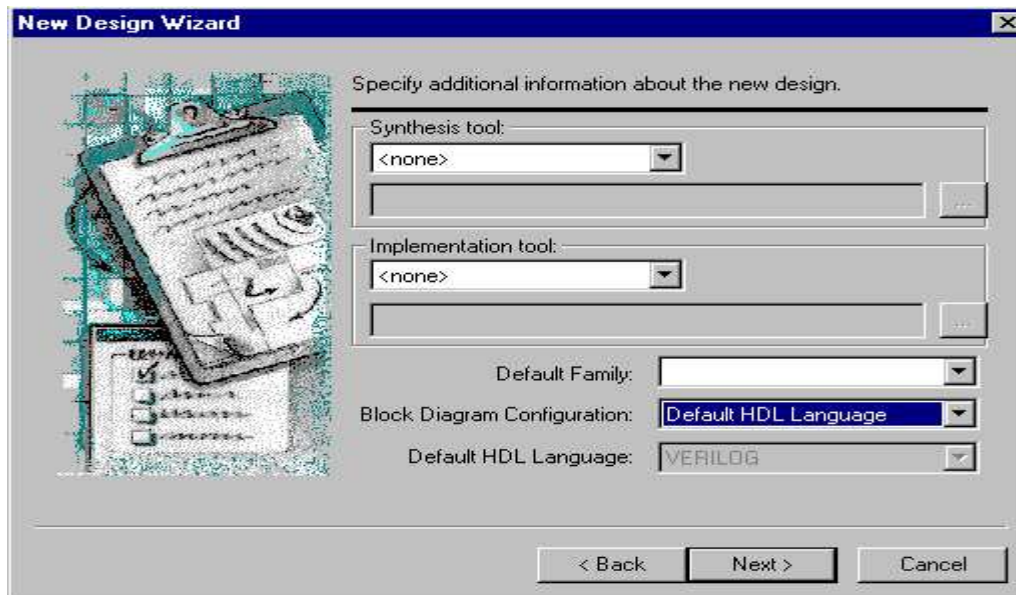 New Design Wizard
Specify additional information about the new design.
Synthesis tool:
<none>
...
Implementation tool:
<none>
...
Default Family:
Block Diagram Configuration: Default HDL Language
Default HDL Language: VERILOG
< Back Next > Cancel